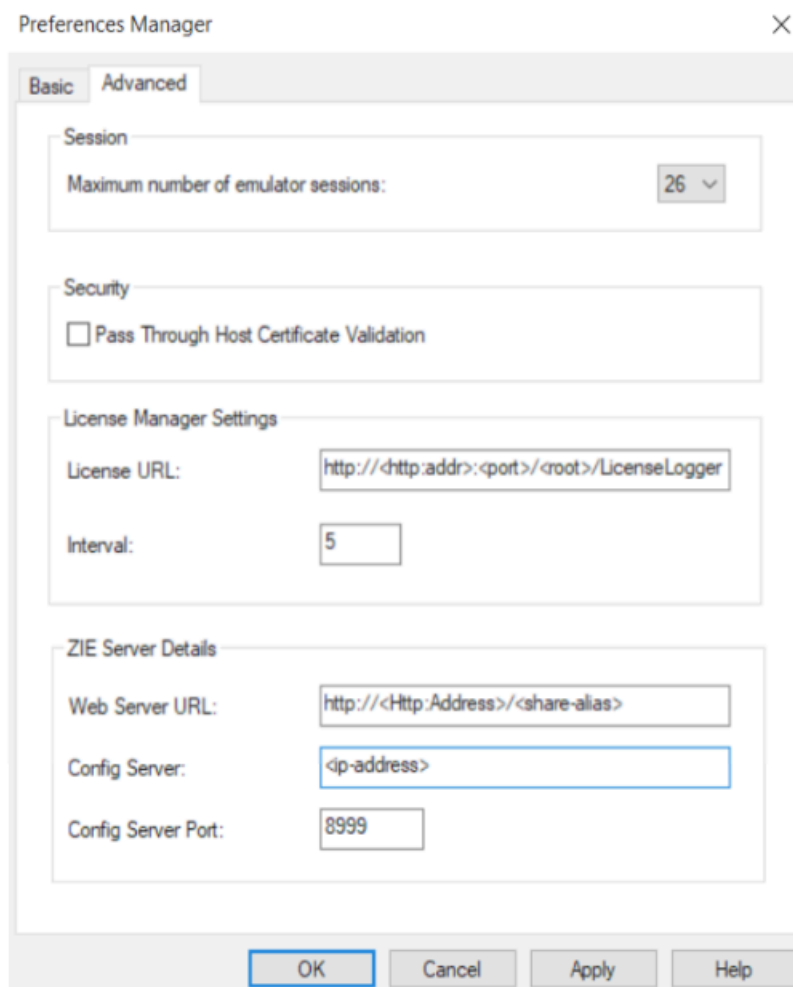 Preferences Manager
Basic Advanced
Session
Maximum number of emulator sessions: 26
Security
Pass Through Host Certificate Validation
License Manager Settings
License URL: http://<http:addr>:<port>/<root>/LicenseLogger
Interval: 5
ZIE Server Details
Web Server URL: http://<Http:Address>/<share-alias>
Config Server: <ip-address>
Config Server Port: 8999
OK Cancel Apply Help